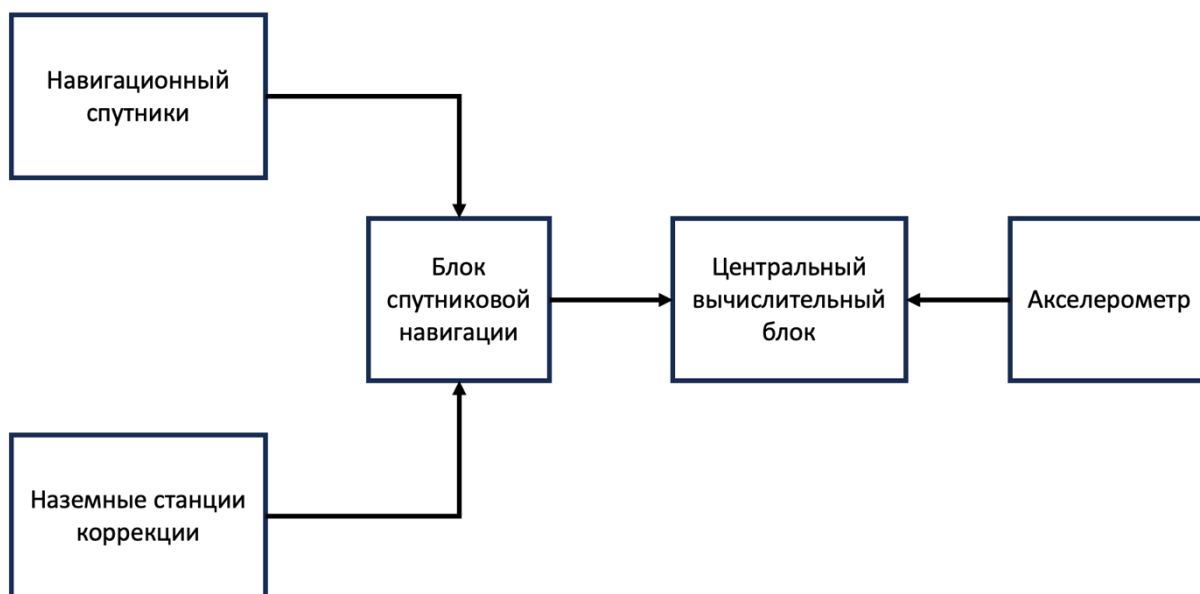 Навигационный
спутники
Блок
спутниковой
навигации
Центральный
вычислительный
блок
Акселерометр
Наземные станции
коррекции